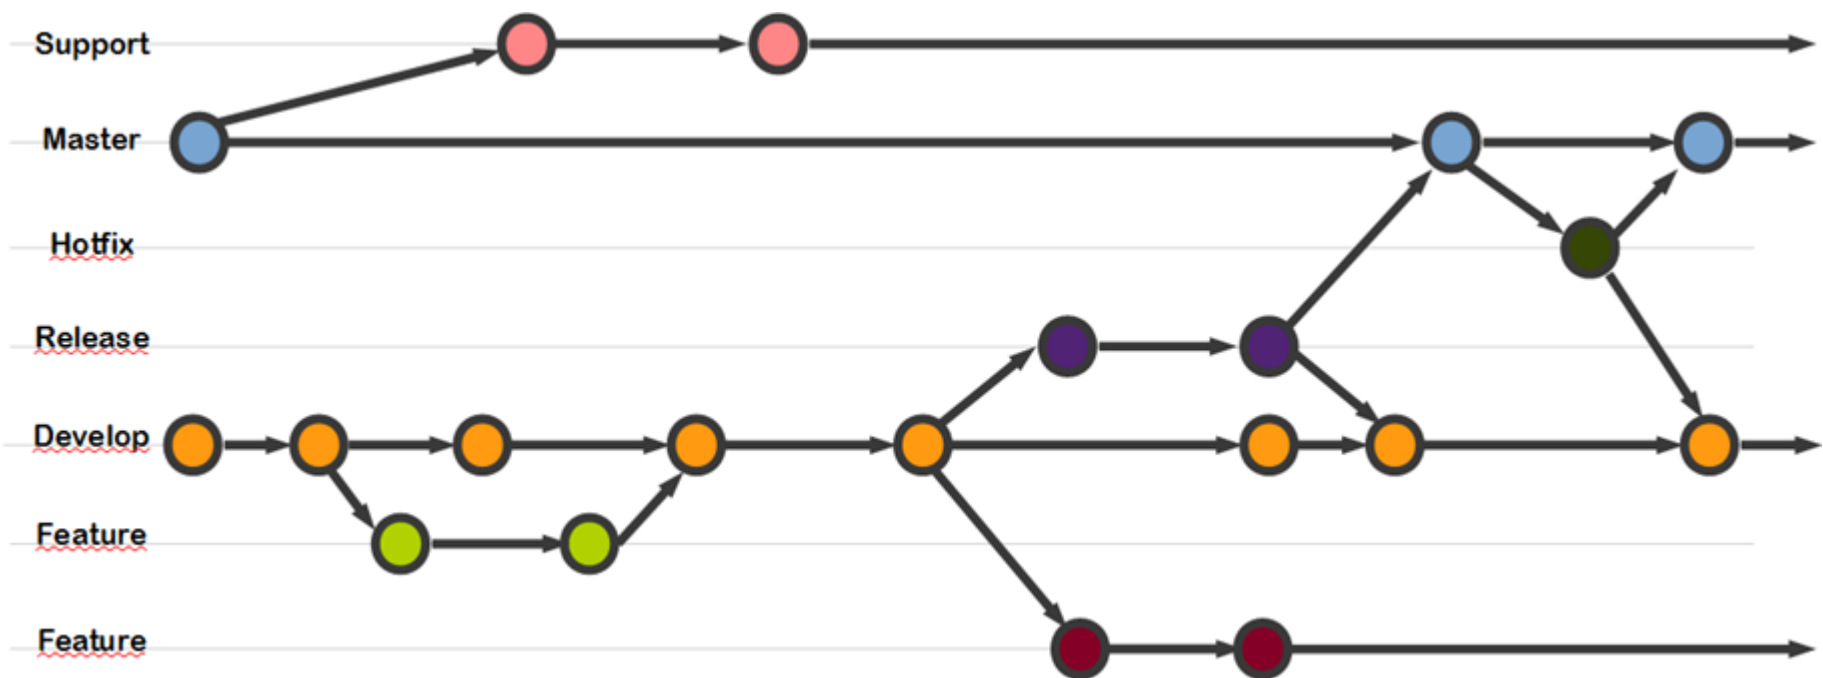 Support
Master
Hotfix
Release
Develop
Feature
Feature